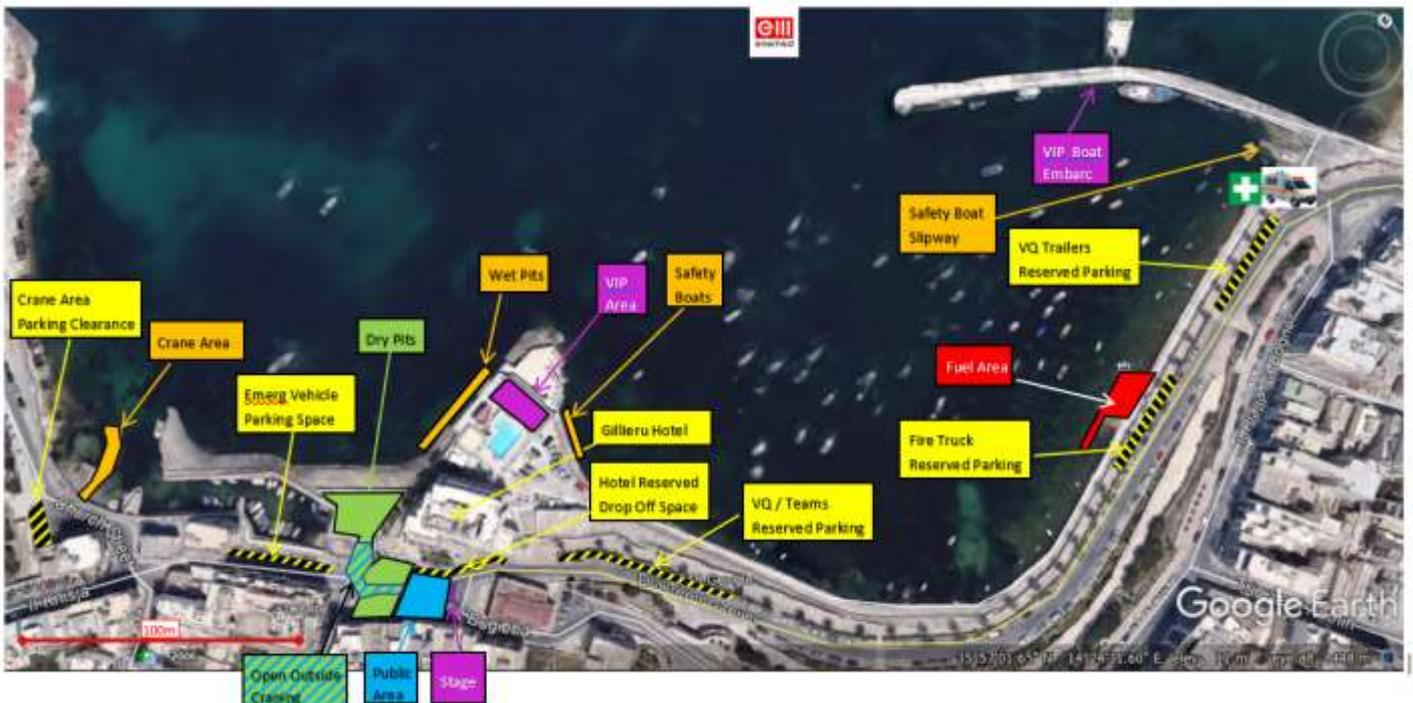 em
enemed
VIP Boat
Embarc
Safety Boat
Slipway
VQ Trailers
Reserved Parking
Wet Pits
VIP
Area
Safety
Boats
Crane Area
Parking Clearance
Crane Area
Dry Pits
Fuel Area
Emerg Vehicle
Parking Space
Gillieru Hotel
Fire Truck
Reserved Parking
Hotel Reserved
Drop Off Space
VQ / Teams
Reserved Parking
Google Earth
100m
Open Outside
Public
Area
Stage